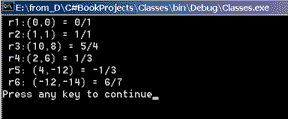 E:\from_D\C#BookProjects\Classes\bin\Debug\Classes.exe
r1:(0,0) = 0/1
r2:(1,1) = 1/1
r3:(10,8) = 5/4
r4:(2,6) = 1/3
r5: (4,-12) = -1/3
r6: (-12,-14) = 6/7
Press any key to continue_